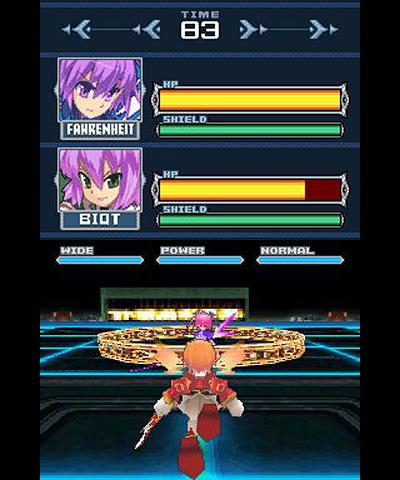 TIME
83
HP
FAHRENHEIT
SHIELD
HP
BIOT
SHIELD
WIDE POWER NORMAL